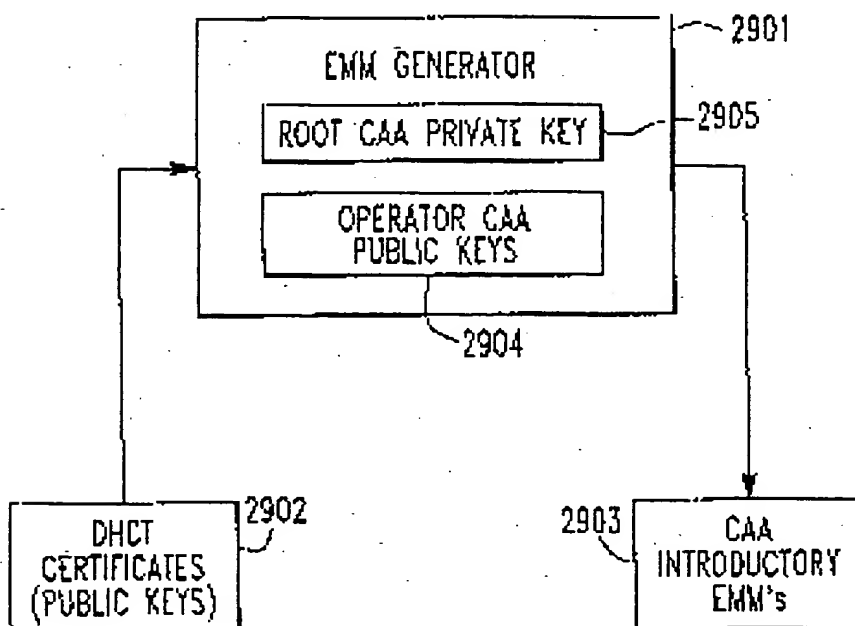 2901
EMM GENERATOR
ROOT CAA PRIVATE KEY
2905
OPERATOR CAA
PUBLIC KEYS
2904
2902
DHCT
CERTIFICATES
(PUBLIC KEYS)
2903
CAA
INTRODUCTORY
EMM's